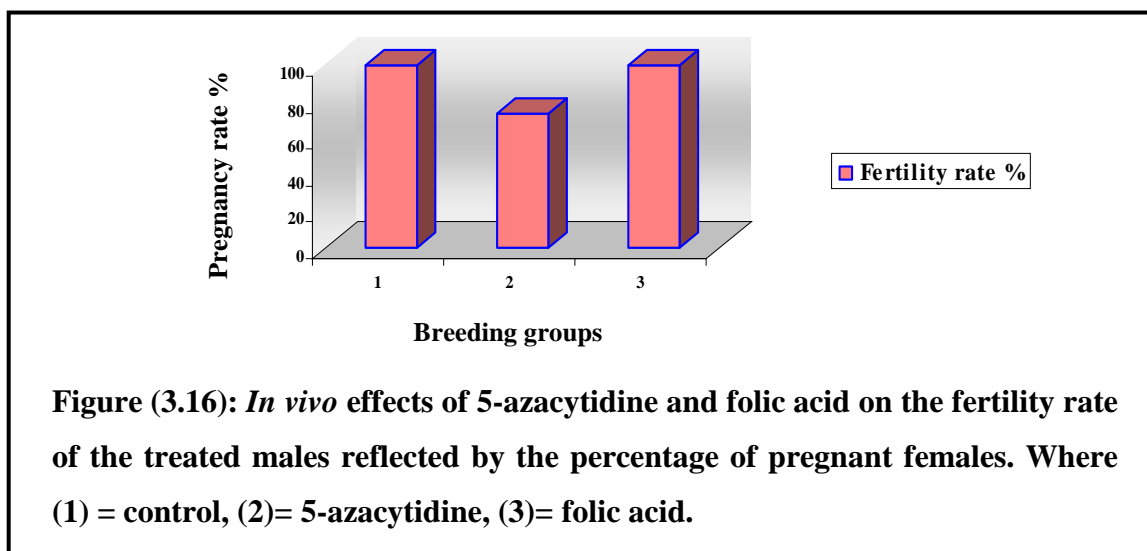 Pregnancy rate %
100
80
60
40
20
0
1 2 3
Breeding groups
Fertility rate %
Figure (3.16): In vivo effects of 5-azacytidine and folic acid on the fertility rate
of the treated males reflected by the percentage of pregnant females. Where
(1) = control, (2)= 5-azacytidine, (3)= folic acid.